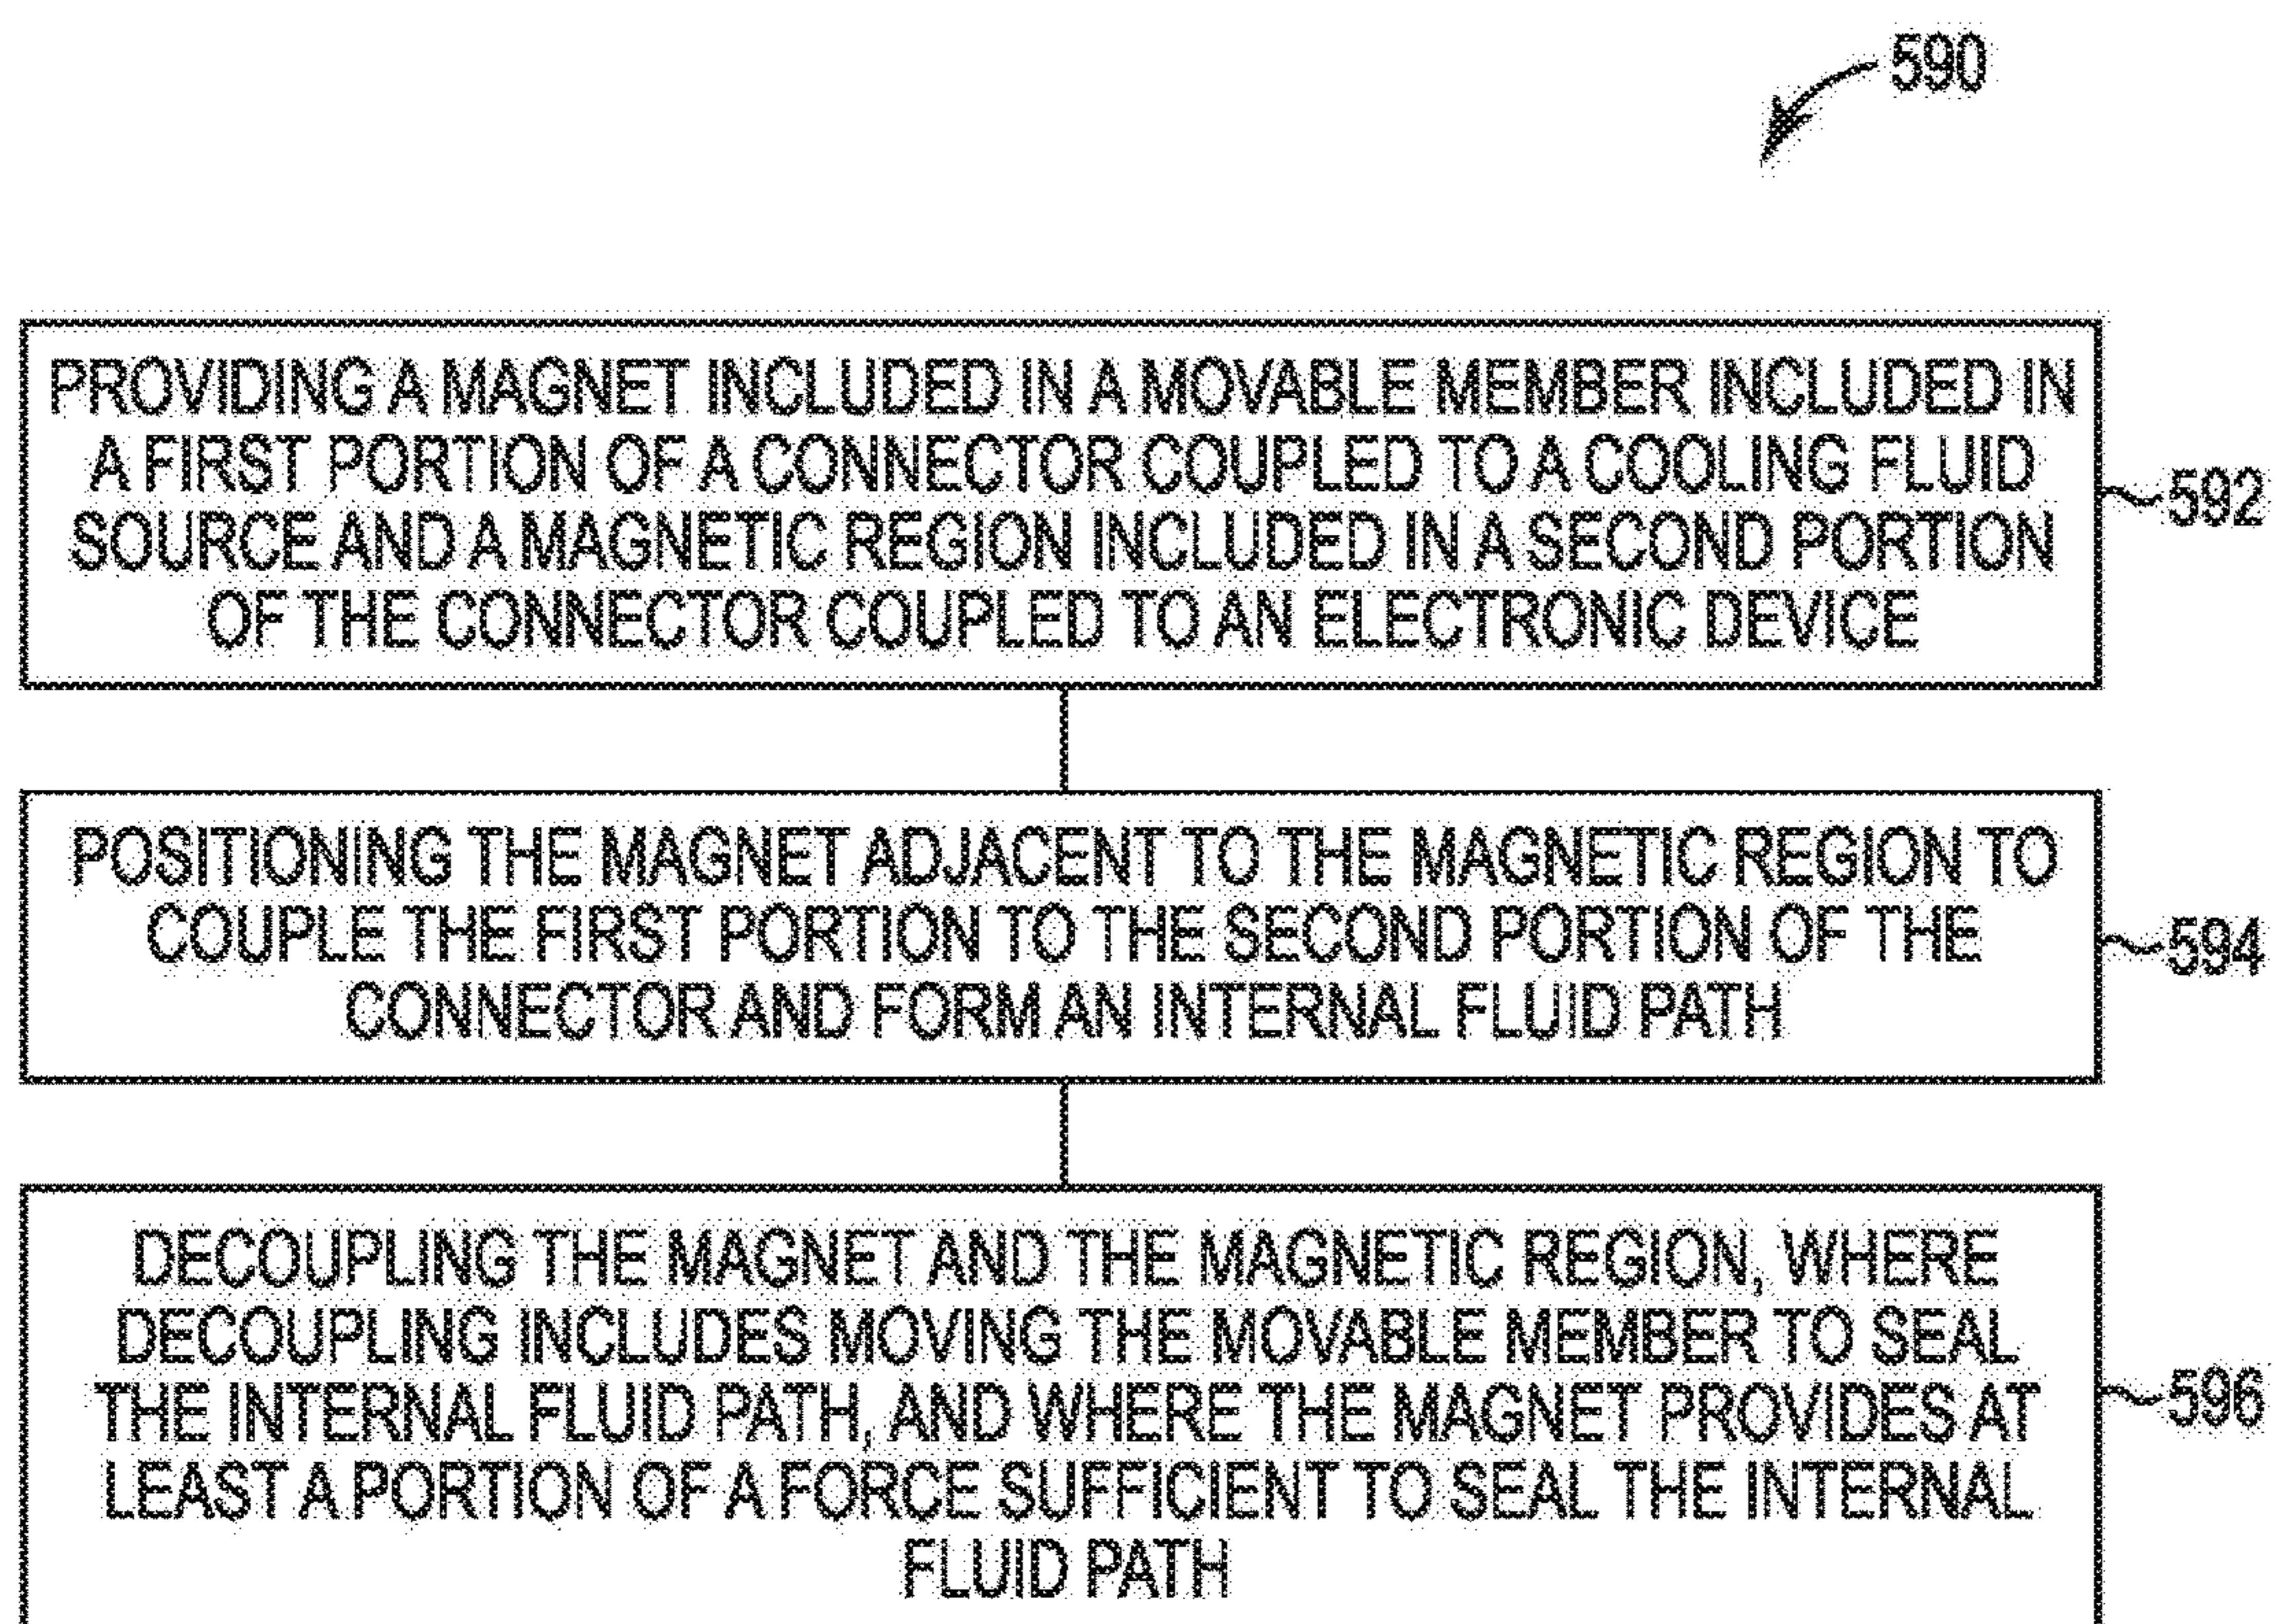 590
PROVIDING A MAGNET INCLUDED IN A MOVABLE MEMBER INCLUDED IN
A FIRST PORTION OF A CONNECTOR COUPLED TO A COOLING FLUID
SOURCE AND A MAGNETIC REGION INCLUDED IN A SECOND PORTION
OF THE CONNECTOR COUPLED TO AN ELECTRONIC DEVICE
592
POSITIONING THE MAGNET ADJACENT TO THE MAGNETIC REGION TO
COUPLE THE FIRST PORTION TO THE SECOND PORTION OF THE
CONNECTOR AND FORM AN INTERNAL FLUID PATH
594
DECOUPLING THE MAGNET AND THE MAGNETIC REGION, WHERE
DECOUPLING INCLUDES MOVING THE MOVABLE MEMBER TO SEAL
THE INTERNAL FLUID PATH, AND WHERE THE MAGNET PROVIDES AT
LEAST A PORTION OF A FORCE SUFFICIENT TO SEAL THE INTERNAL
FLUID PATH
596